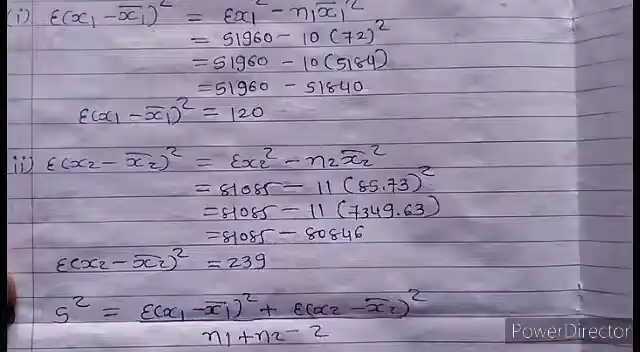 (i) Ɛ(x₁ - x̄₁)² = Ɛx₁² - n₁x̄₁²
= 51960 - 10 (72)²
= 51960 - 10 (5184)
= 51960 - 51840
Ɛ(x₁ - x̄₁)² = 120
ii) Ɛ(x₂ - x̄₂)² = Ɛx₂² - n₂x̄₂²
= 81085 - 11 (85.73)²
= 81085 - 11 (7349.63)
= 81085 - 80846
Ɛ(x₂ - x̄₂)² = 239
S² = Ɛ(x₁ - x̄₁)² + Ɛ(x₂ - x̄₂)²
n₁ + n₂ - 2
PowerDirector